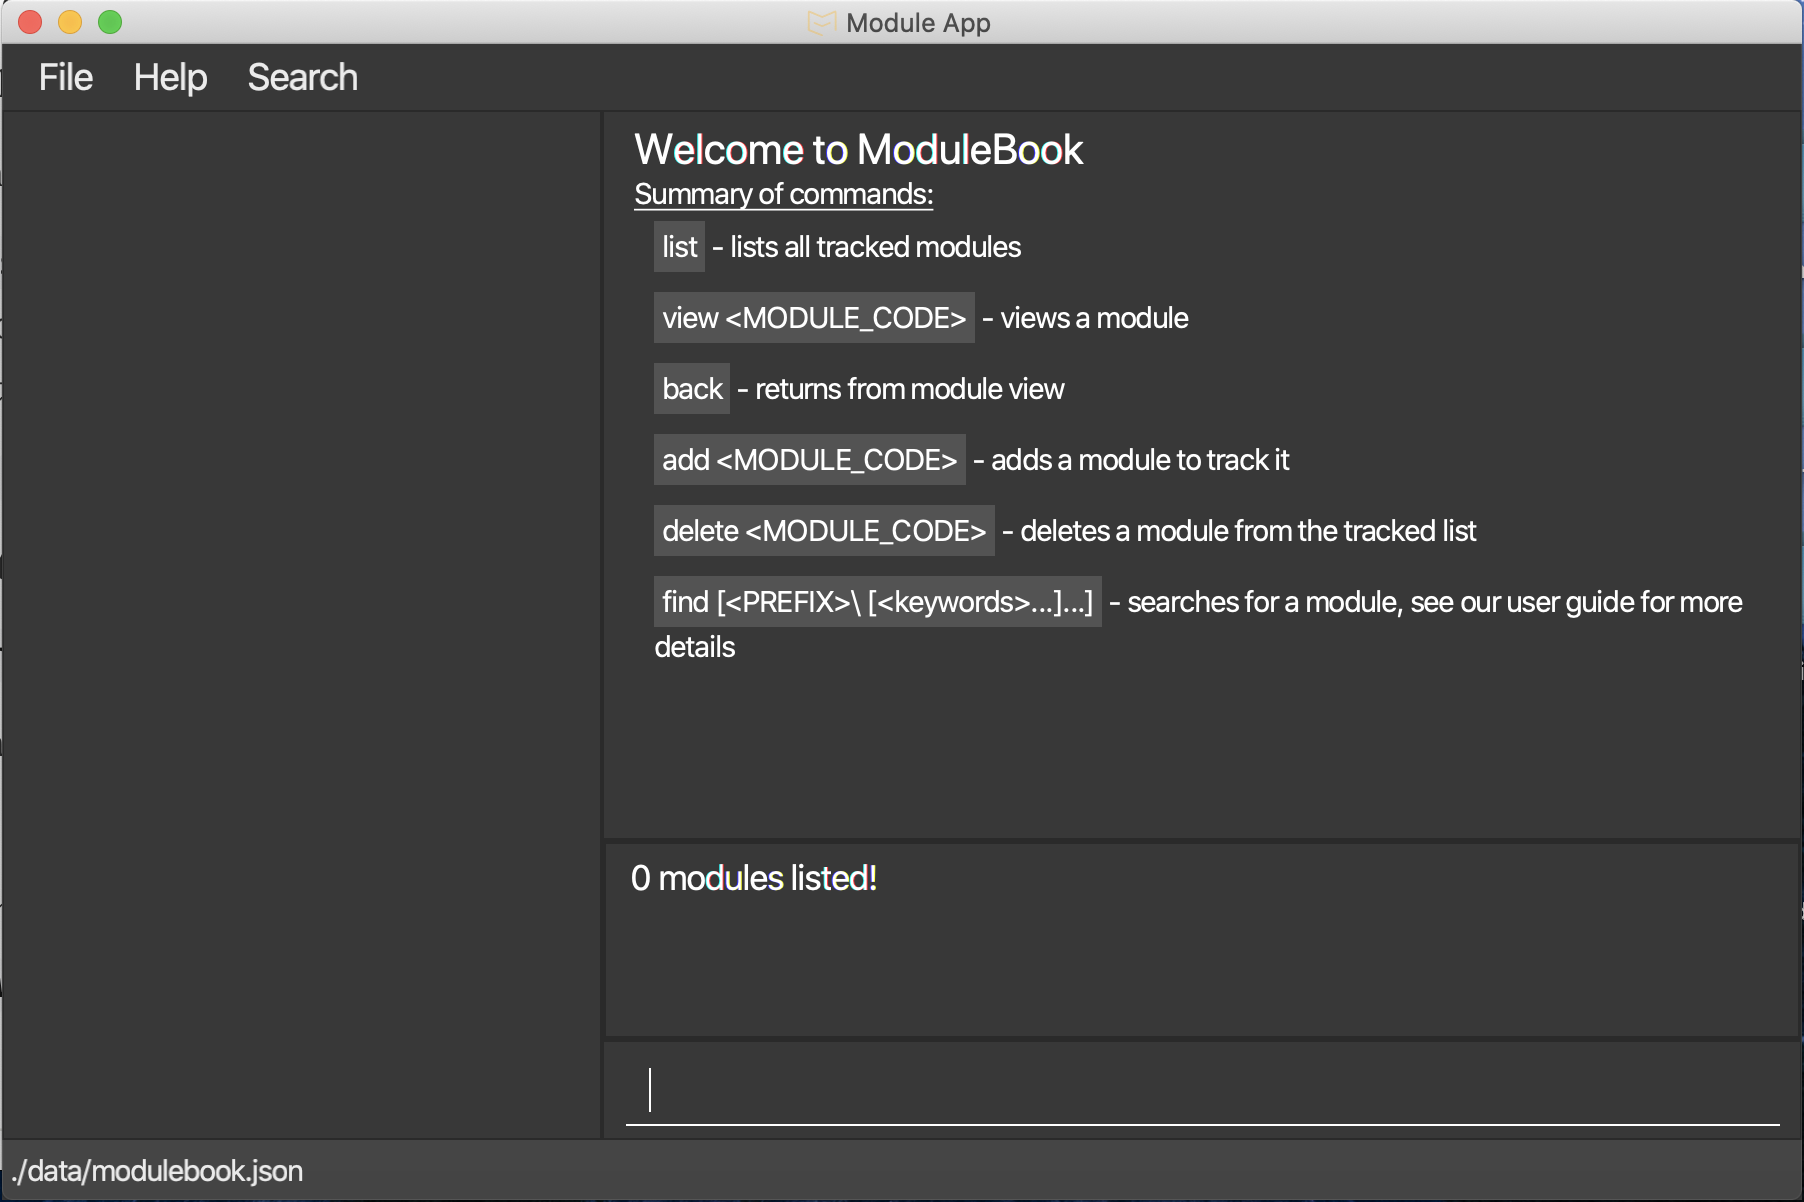 Module App
File Help Search
Welcome to ModuleBook
Summary of commands:
list - lists all tracked modules
view <MODULE_CODE> - views a module
back - returns from module view
add <MODULE_CODE> - adds a module to track it
delete <MODULE_CODE> - deletes a module from the tracked list
find [<PREFIX>\ [<keywords>...]...] - searches for a module, see our user guide for more
details
0 modules listed!
./data/modulebook.json